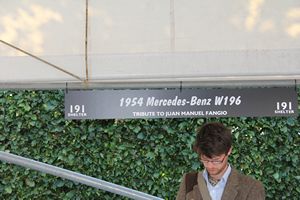 191
SHELTER
1954 Mercedes-Benz W196
TRIBUTE TO JUAN MANUEL FANGIO
191
SHELTER